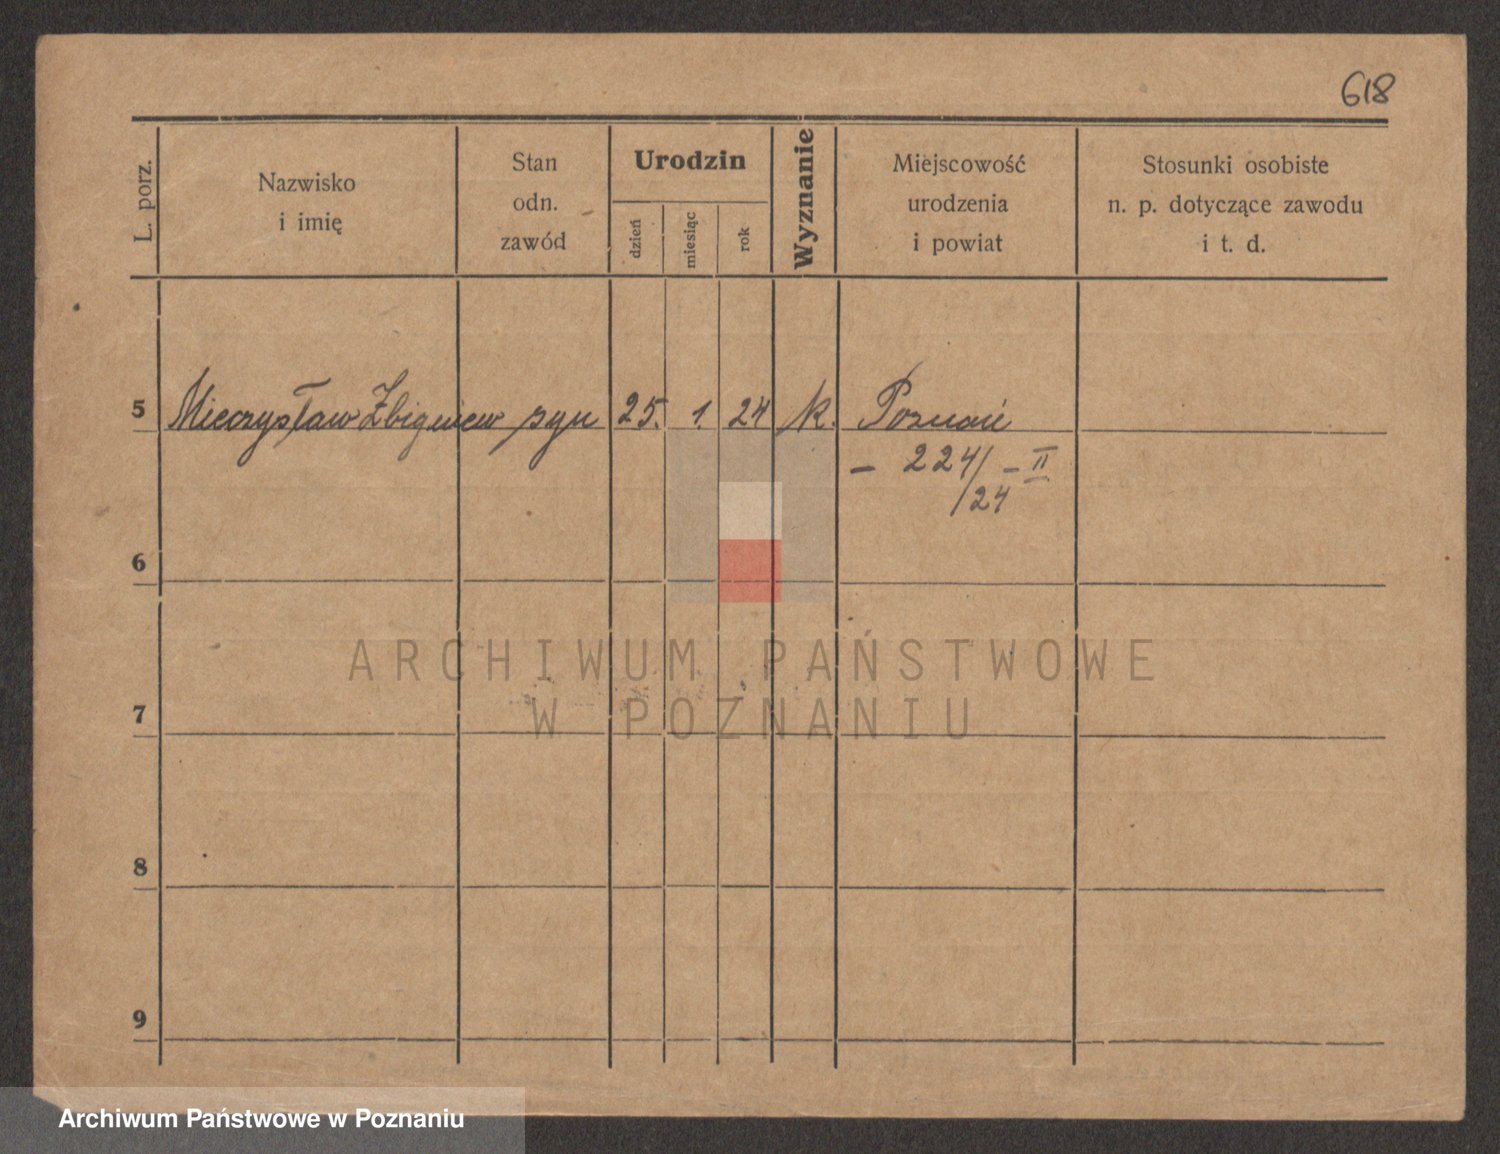 618
L. porz.
Nazwisko
i imię
Stan
odn.
zawód
Urodzin
dzień
miesiąc
rok
Wyznanie
Miejscowość
urodzenia
i powiat
Stosunki osobiste
n. p. dotyczące zawodu
i t. d.
5 Mieczysław Zbigniew syn 25. 1. 24 k. Poznań
– 224/24 – II
6
7
8
9
ARCHIWUM PAŃSTWOWE
W POZNANIU
Archiwum Państwowe w Poznaniu